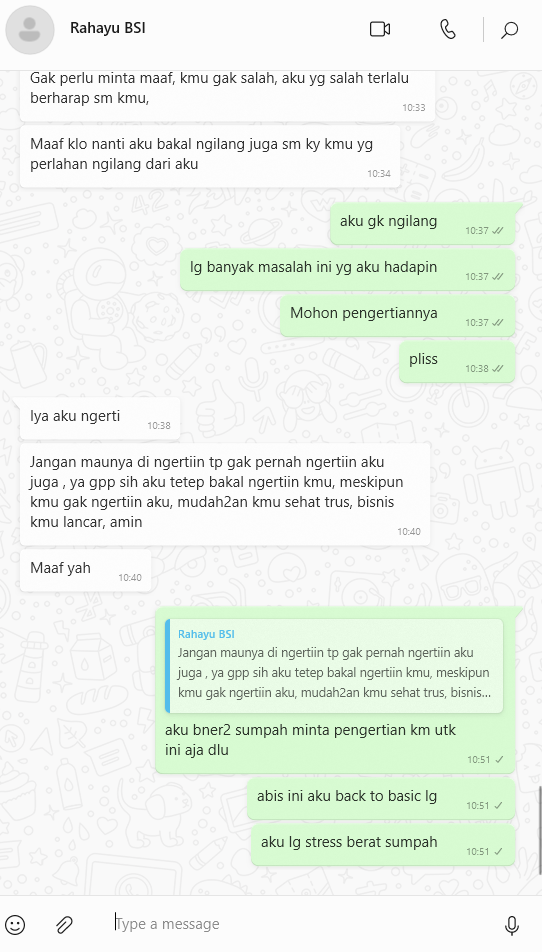 Rahayu BSI
Gak perlu minta maaf, kmu gak salah, aku yg salah terlalu
berharap sm kmu,
10:33
Maaf klo nanti aku bakal ngilang juga sm ky kmu yg
perlahan ngilang dari aku
10:34
aku gk ngilang
10:37
lg banyak masalah ini yg aku hadapin
10:37
Mohon pengertiannya
10:37
pliss
10:38
Iya aku ngerti
10:38
Jangan maunya di ngertiin tp gak pernah ngertiin aku
juga , ya gpp sih aku tetep bakal ngertiin kmu, meskipun
kmu gak ngertiin aku, mudah2an kmu sehat trus, bisnis
kmu lancar, amin
10:40
Maaf yah
10:40
Rahayu BSI
Jangan maunya di ngertiin tp gak pernah ngertiin aku
juga , ya gpp sih aku tetep bakal ngertiin kmu, meskipun
kmu gak ngertiin aku, mudah2an kmu sehat trus, bisnis...
aku bner2 sumpah minta pengertian km utk
ini aja dlu
10:51
abis ini aku back to basic lg
10:51
aku lg stress berat sumpah
10:51
Type a message